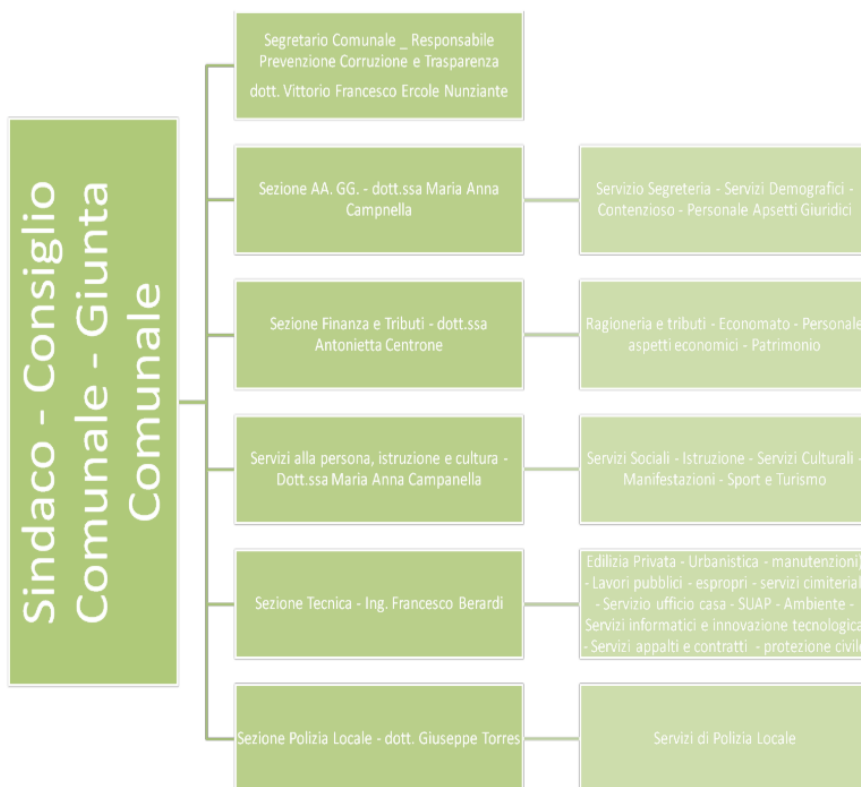 Sindaco - Consiglio
Comunale - Giunta
Comunale
Segretario Comunale _ Responsabile
Prevenzione Corruzione e Trasparenza
dott. Vittorio Francesco Ercole Nunziante
Sezione AA. GG. - dott.ssa Maria Anna
Campnella
Servizio Segreteria - Servizi Demografici -
Contenzioso - Personale Apsetti Giuridici
Sezione Finanza e Tributi - dott.ssa
Antonietta Centrone
Ragioneria e tributi - Economato - Personale
aspetti economici - Patrimonio
Servizi alla persona, istruzione e cultura -
Dott.ssa Maria Anna Campanella
Servizi Sociali - Istruzione - Servizi Culturali -
Manifestazioni - Sport e Turismo
Sezione Tecnica - Ing. Francesco Berardi
Edilizia Privata - Urbanistica - manutenzioni)
- Lavori pubblici - espropri - servizi cimiteriali
- Servizio ufficio casa - SUAP - Ambiente -
Servizi informatici e innovazione tecnologica
- Servizi appalti e contratti - protezione civile
Sezione Polizia Locale - dott. Giuseppe Torres
Servizi di Polizia Locale